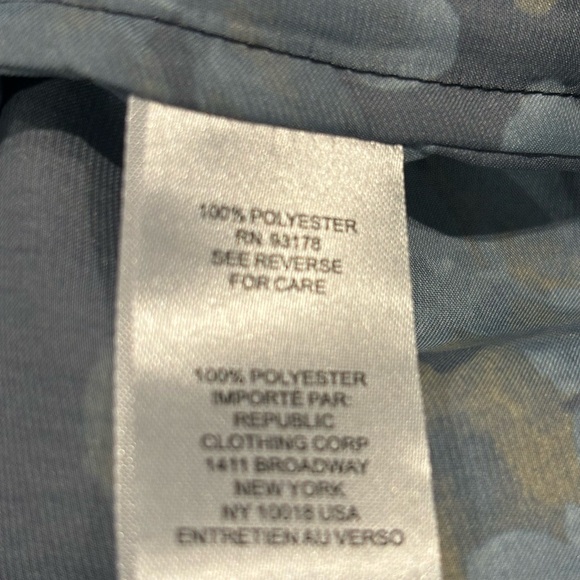 100% POLYESTER
RN 93178
SEE REVERSE
FOR CARE
100% POLYESTER
IMPORTÉ PAR:
REPUBLIC
CLOTHING CORP
1411 BROADWAY
NEW YORK
NY 10018 USA
ENTRETIEN AU VERSO